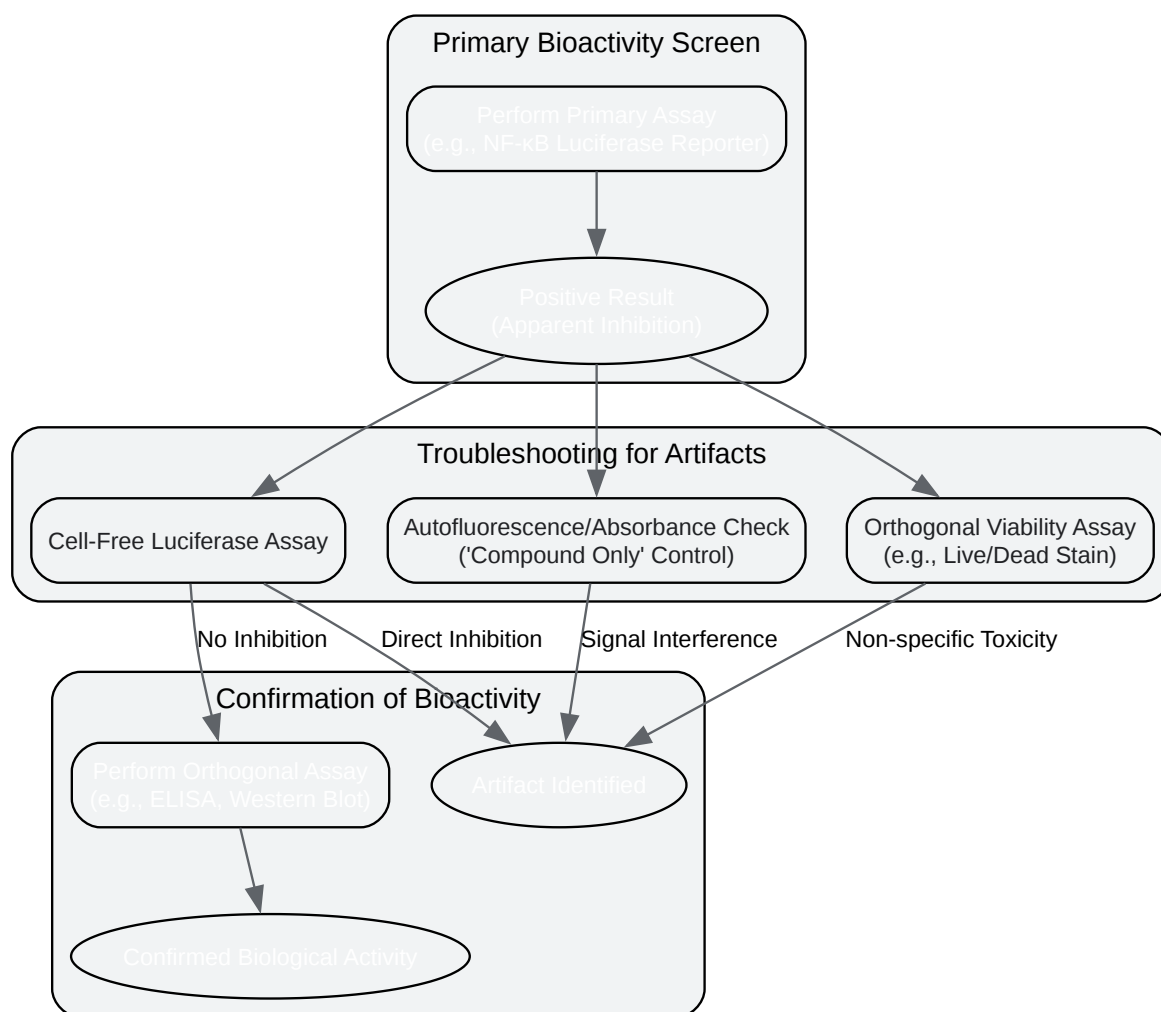 Primary Bioactivity Screen
Perform Primary Assay
(e.g., NF-κB Luciferase Reporter)
Positive Result
(Apparent Inhibition)
Troubleshooting for Artifacts
Cell-Free Luciferase Assay
Autofluorescence/Absorbance Check
('Compound Only' Control)
Orthogonal Viability Assay
(e.g., Live/Dead Stain)
No Inhibition
Direct Inhibition
Signal Interference
Non-specific Toxicity
Confirmation of Bioactivity
Perform Orthogonal Assay
(e.g., ELISA, Western Blot)
Artifact Identified
Confirmed Biological Activity